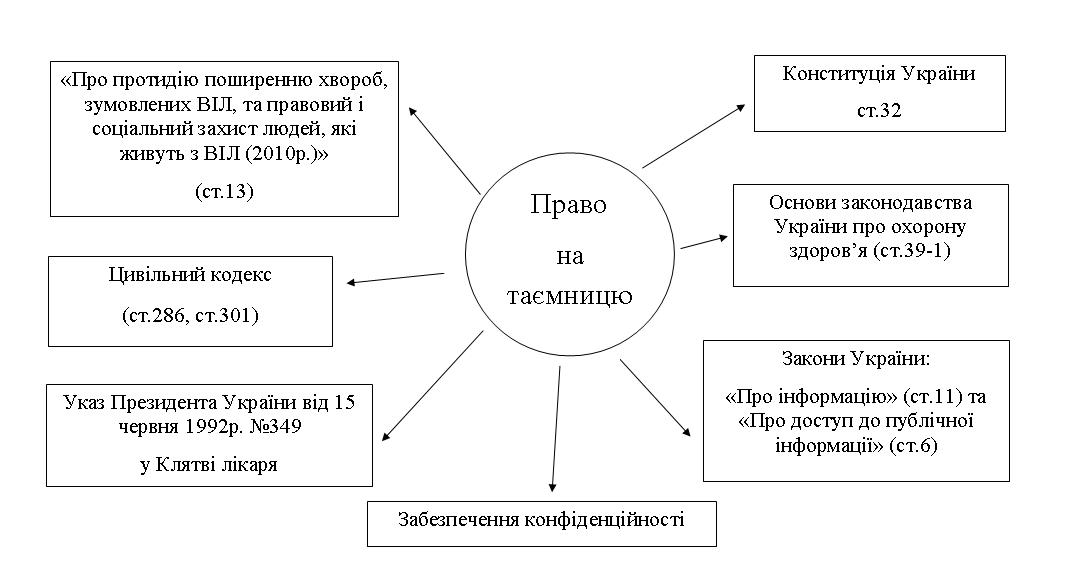 «Про протидію поширенню хвороб,
зумовлених ВІЛ, та правовий і
соціальний захист людей, які
живуть з ВІЛ (2010р.)»
(ст.13)
Конституція України
ст.32
Право
на
таємницю
Основи законодавства
України про охорону
здоров’я (ст.39-1)
Цивільний кодекс
(ст.286, ст.301)
Закони України:
«Про інформацію» (ст.11) та
«Про доступ до публічної
інформації» (ст.6)
Указ Президента України від 15
червня 1992р. №349
у Клятві лікаря
Забезпечення конфіденційності